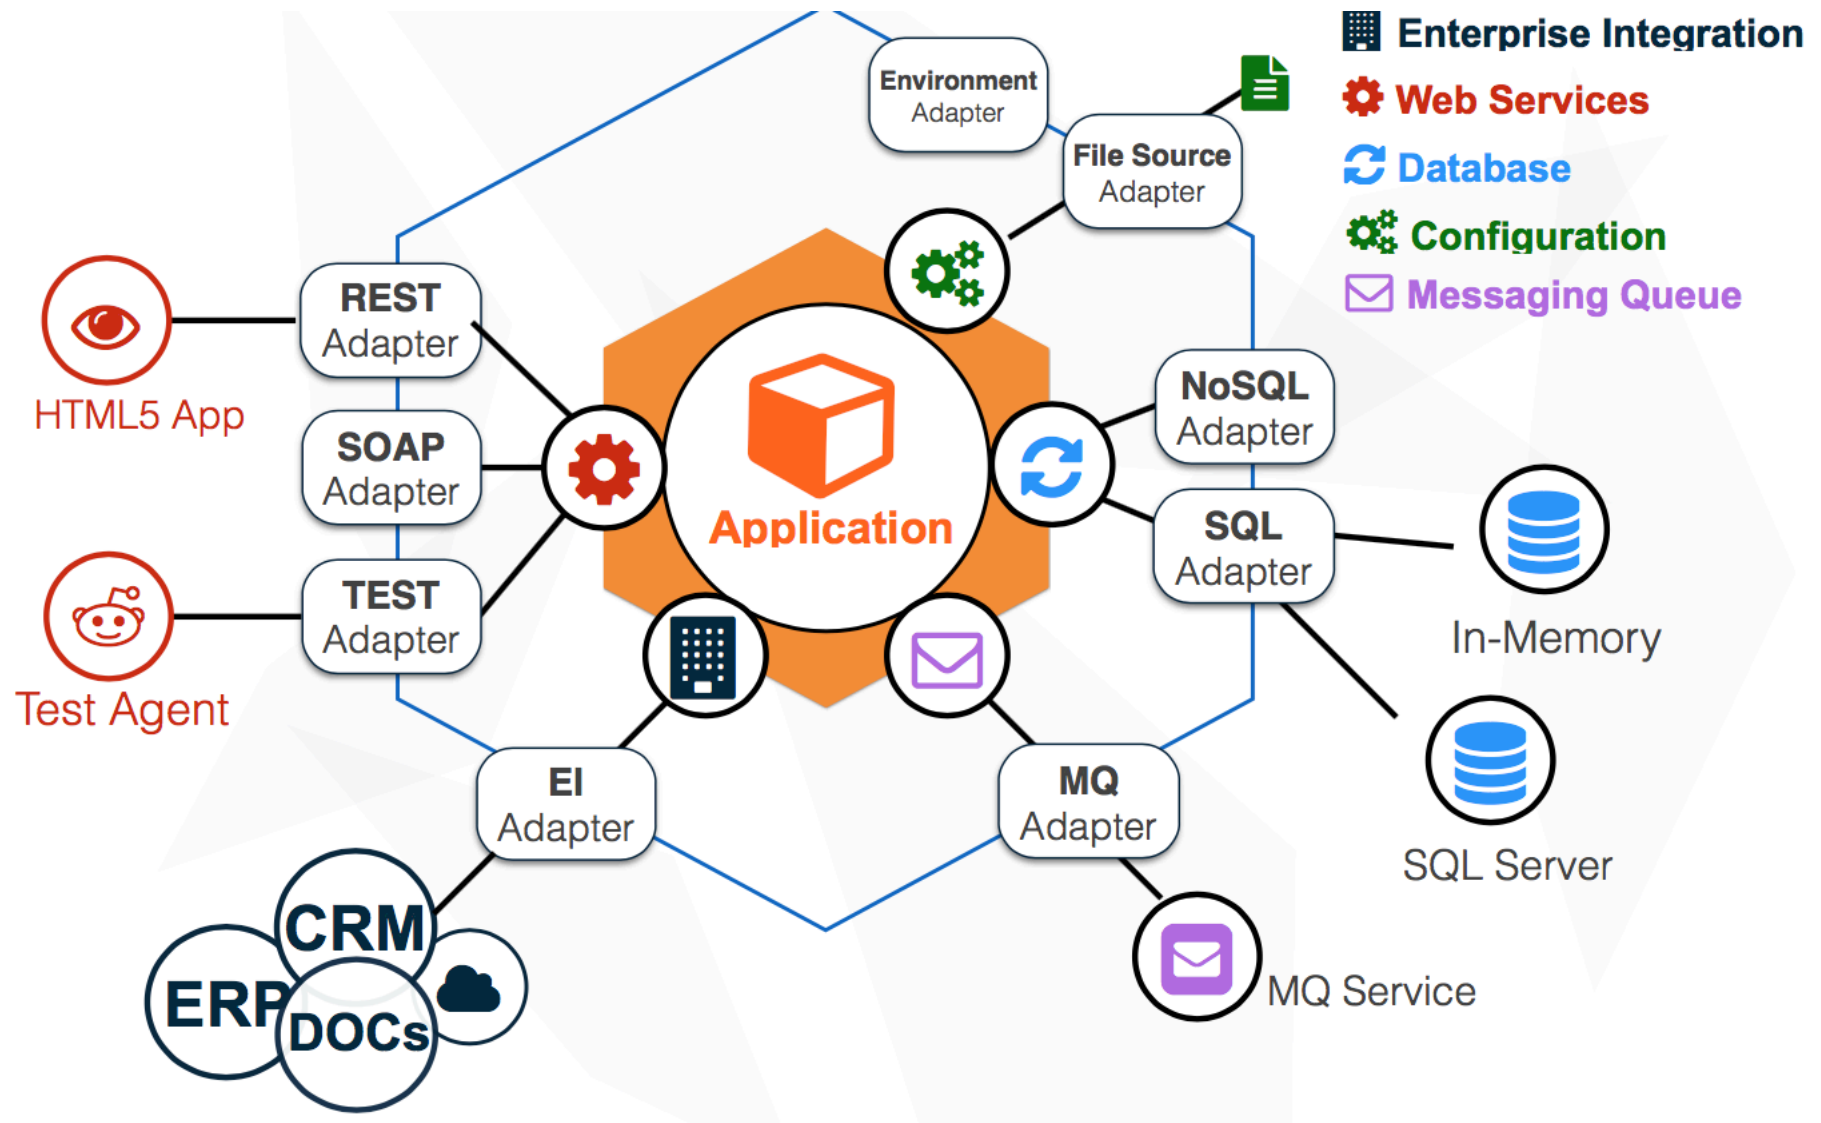 Enterprise Integration
Web Services
Database
Configuration
Messaging Queue
Environment
Adapter
File Source
Adapter
REST
Adapter
HTML5 App
SOAP
Adapter
TEST
Adapter
Test Agent
Application
NoSQL
Adapter
SQL
Adapter
In-Memory
SQL Server
EI
Adapter
MQ
Adapter
MQ Service
CRM
ERP
DOCs